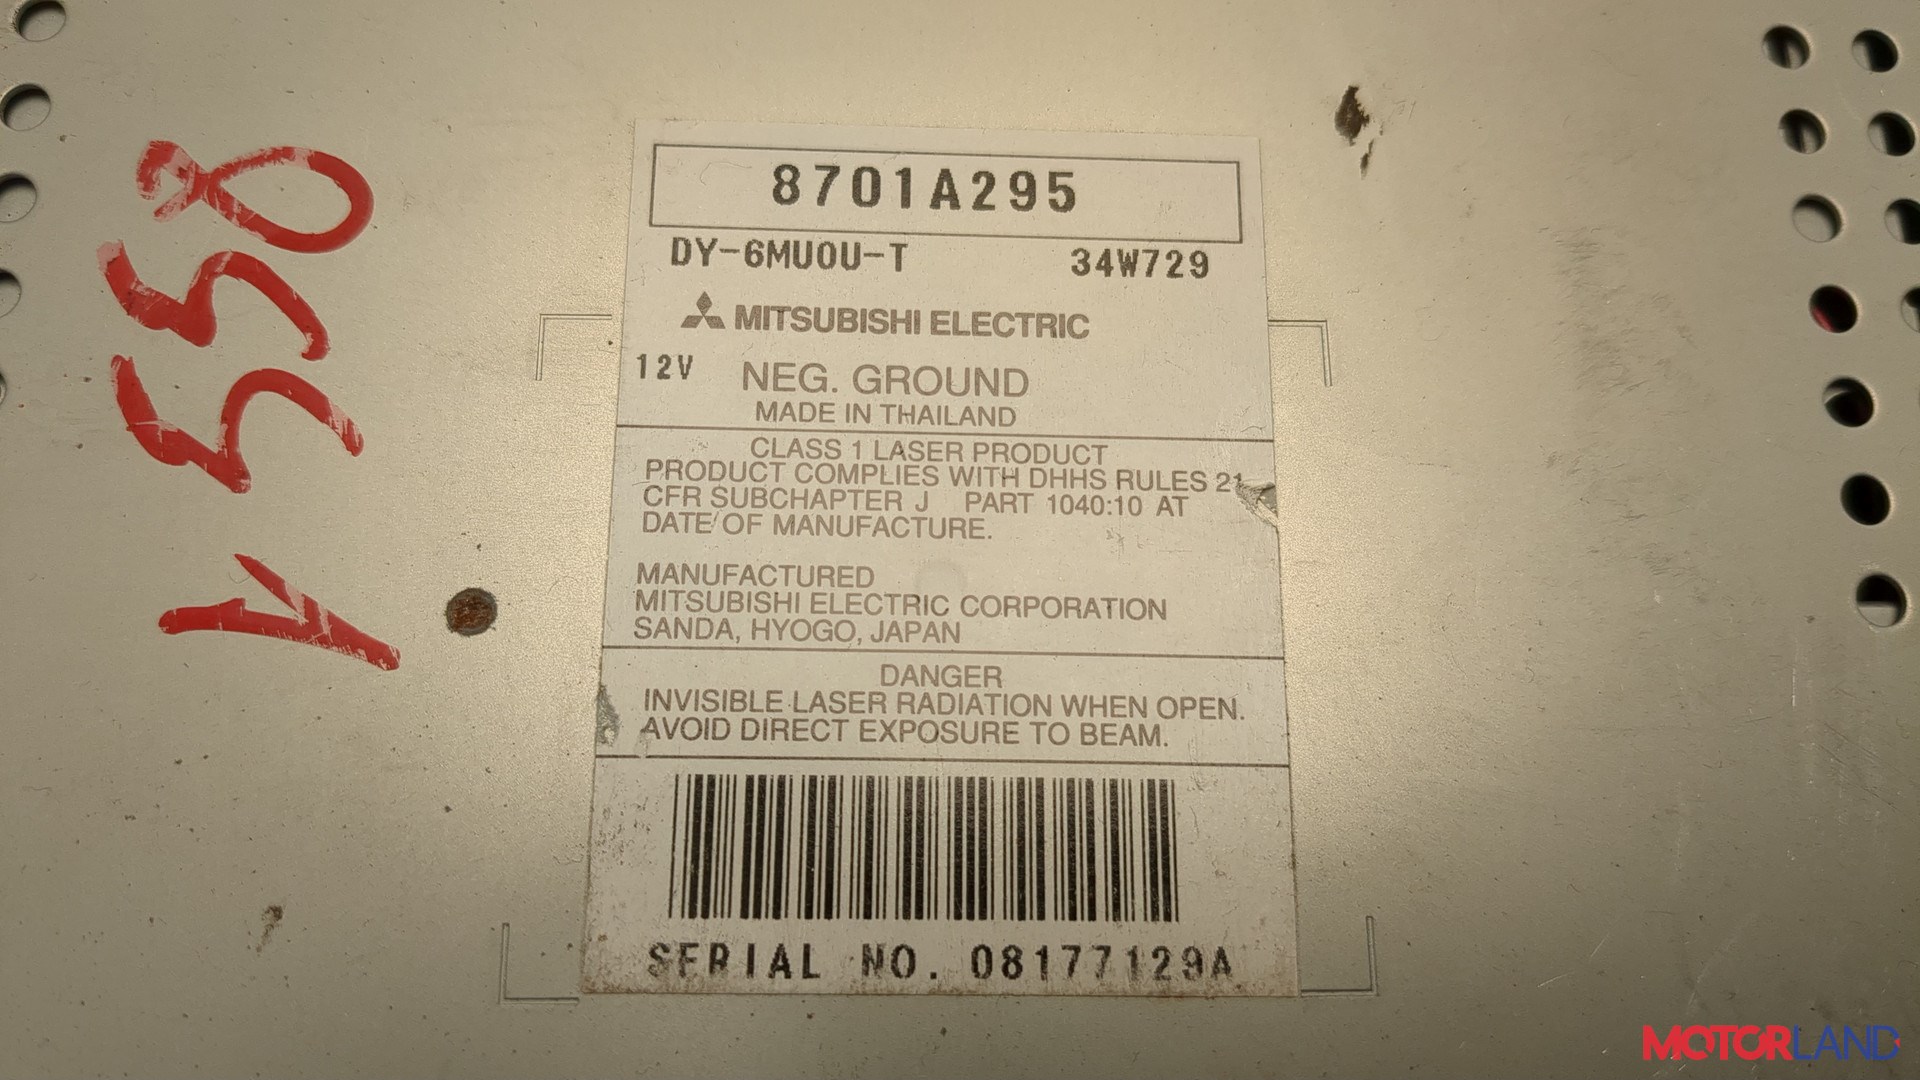 8701A295
DY-6MU0U-T 34W729
MITSUBISHI ELECTRIC
12V NEG. GROUND
MADE IN THAILAND
CLASS 1 LASER PRODUCT
PRODUCT COMPLIES WITH DHHS RULES 21
CFR SUBCHAPTER J PART 1040:10 AT
DATE OF MANUFACTURE.
MANUFACTURED
MITSUBISHI ELECTRIC CORPORATION
SANDA, HYOGO, JAPAN
DANGER
INVISIBLE LASER RADIATION WHEN OPEN.
AVOID DIRECT EXPOSURE TO BEAM.
SERIAL NO. 08177129A
Y558
MOTORLAND